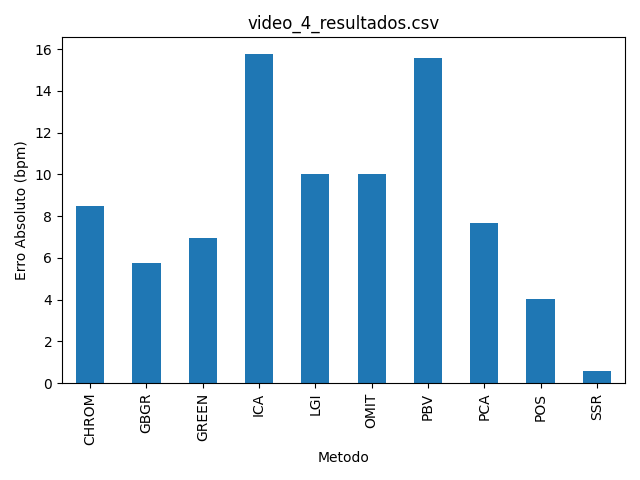 video_4_resultados.csv
16
14
12
10
8
6
4
2
0
Erro Absoluto (bpm)
CHROM
GBGR
GREEN
ICA
LGI
OMIT
PBV
PCA
POS
SSR
Metodo